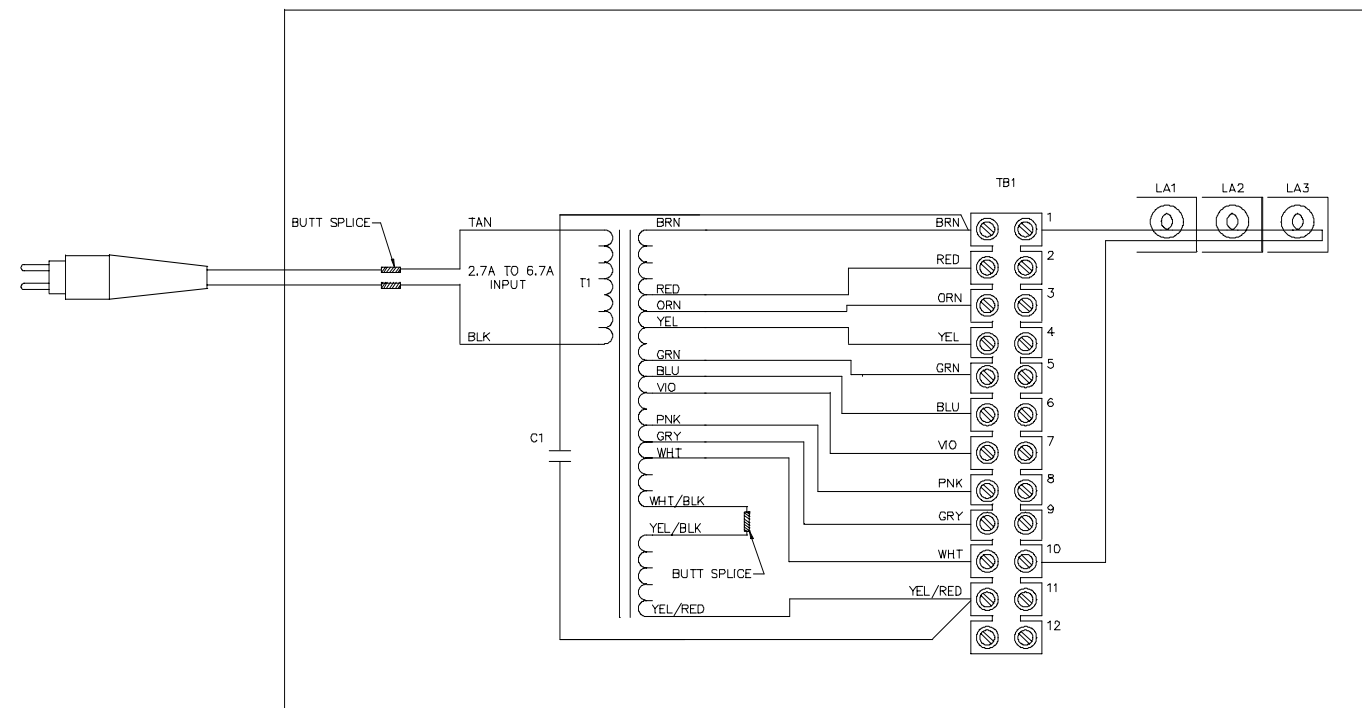 TB1
LA1 LA2 LA3
BUTT SPLICE
TAN
BRN
BRN
1
RED
2
2.7A TO 6.7A
INPUT
T1
RED
ORN
ORN
3
YEL
YEL
4
BLK
GRN
GRN
5
BLU
VIO
BLU
6
PNK
GRY
WHT
C1
VIO
7
PNK
8
WHT/BLK
GRY
9
YEL/BLK
WHT
10
BUTT SPLICE
YEL/RED
11
YEL/RED
12